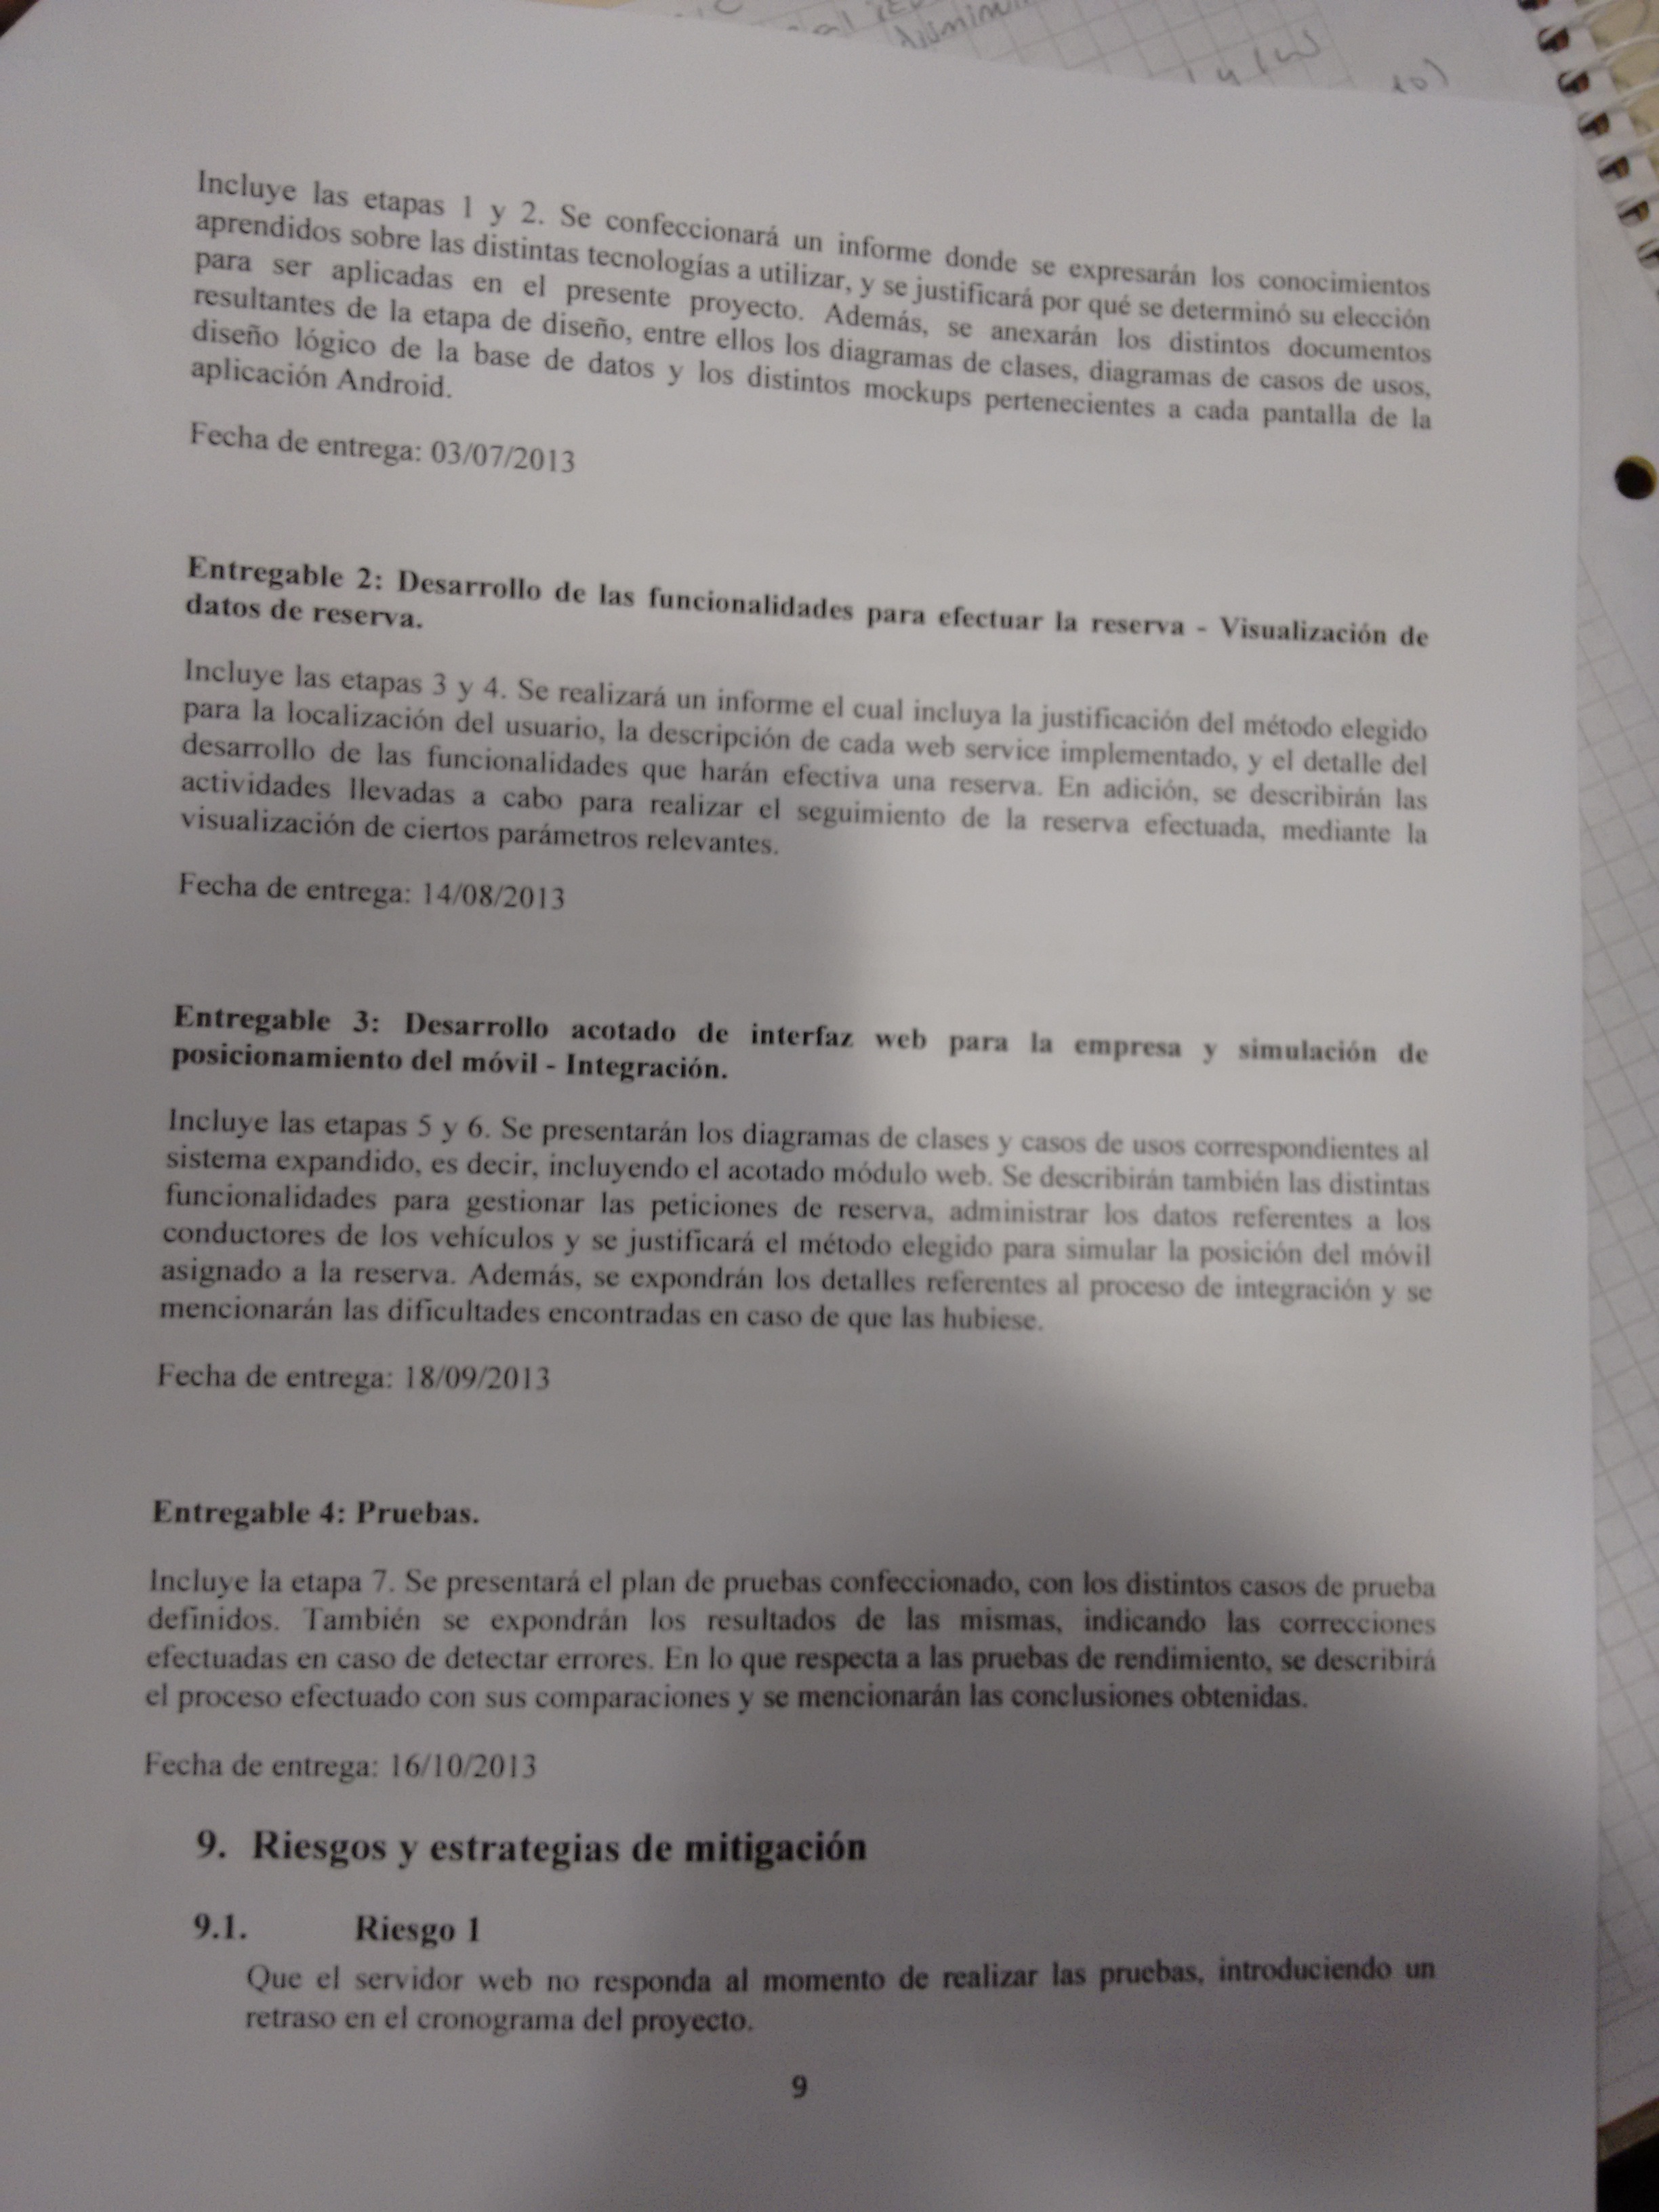 Incluye las etapas 1 y 2. Se confeccionará un informe donde se expresarán los conocimientos
aprendidos sobre las distintas tecnologías a utilizar, y se justificará por qué se determinó su elección
para ser aplicadas en el presente proyecto. Además, se anexarán los distintos documentos
resultantes de la etapa de diseño, entre ellos los diagramas de clases, diagramas de casos de usos,
diseño lógico de la base de datos y los distintos mockups pertenecientes a cada pantalla de la
aplicación Android.
Fecha de entrega: 03/07/2013
Entregable 2: Desarrollo de las funcionalidades para efectuar la reserva - Visualización de
datos de reserva.
Incluye las etapas 3 y 4. Se realizará un informe el cual incluya la justificación del método elegido
para la localización del usuario, la descripción de cada web service implementado, y el detalle del
desarrollo de las funcionalidades que harán efectiva una reserva. En adición, se describirán las
actividades llevadas a cabo para realizar el seguimiento de la reserva efectuada, mediante la
visualización de ciertos parámetros relevantes.
Fecha de entrega: 14/08/2013
Entregable 3: Desarrollo acotado de interfaz web para la empresa y simulación de
posicionamiento del móvil - Integración.
Incluye las etapas 5 y 6. Se presentarán los diagramas de clases y casos de usos correspondientes al
sistema expandido, es decir, incluyendo el acotado módulo web. Se describirán también las distintas
funcionalidades para gestionar las peticiones de reserva, administrar los datos referentes a los
conductores de los vehículos y se justificará el método elegido para simular la posición del móvil
asignado a la reserva. Además, se expondrán los detalles referentes al proceso de integración y se
mencionarán las dificultades encontradas en caso de que las hubiese.
Fecha de entrega: 18/09/2013
Entregable 4: Pruebas.
Incluye la etapa 7. Se presentará el plan de pruebas confeccionado, con los distintos casos de prueba
definidos. También se expondrán los resultados de las mismas, indicando las correcciones
efectuadas en caso de detectar errores. En lo que respecta a las pruebas de rendimiento, se describirá
el proceso efectuado con sus comparaciones y se mencionarán las conclusiones obtenidas.
Fecha de entrega: 16/10/2013
9. Riesgos y estrategias de mitigación
9.1. Riesgo 1
Que el servidor web no responda al momento de realizar las pruebas, introduciendo un
retraso en el cronograma del proyecto.
9